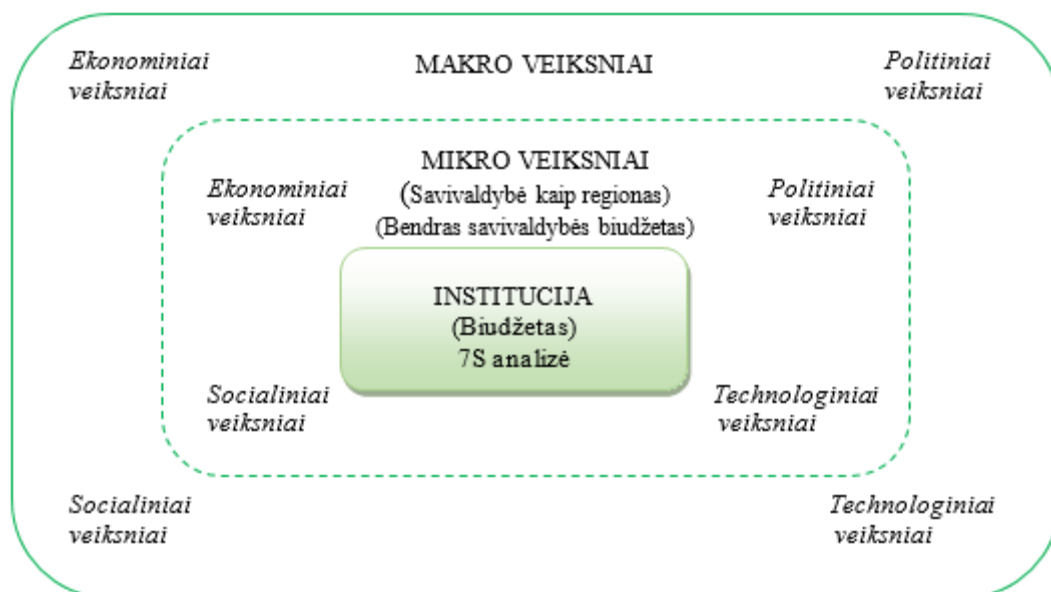 Ekonominiai
veiksniai
MAKRO VEIKSNIAI
Politiniai
veiksniai
MIKRO VEIKSNIAI
(Savivaldybė kaip regionas)
(Bendras savivaldybės biudžetas)
Ekonominiai
veiksniai
Politiniai
veiksniai
INSTITUCIJA
(Biudžetas)
7S analizė
Socialiniai
veiksniai
Technologiniai
veiksniai
Socialiniai
veiksniai
Technologiniai
veiksniai